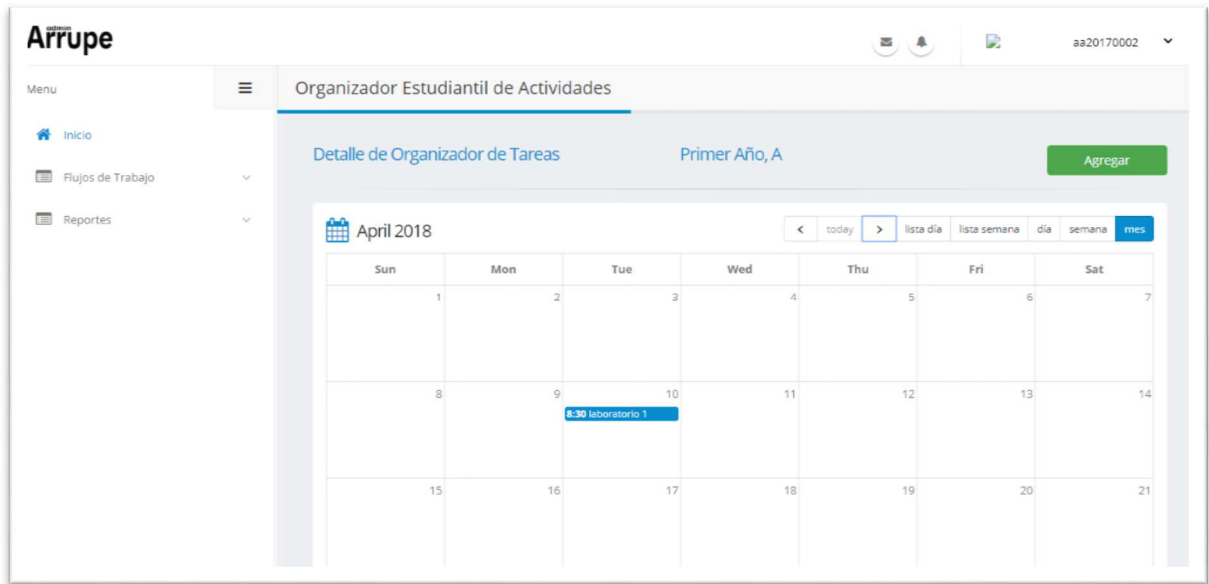 admin
Arrupe
aa20170002
Menu
Organizador Estudiantil de Actividades
Inicio
Flujos de Trabajo
Reportes
Detalle de Organizador de Tareas
Primer Año, A
Agregar
April 2018
< today > lista día lista semana día semana mes
Sun Mon Tue Wed Thu Fri Sat
1 2 3 4 5 6 7
8 9 10 11 12 13 14
8:30 laboratorio 1
15 16 17 18 19 20 21